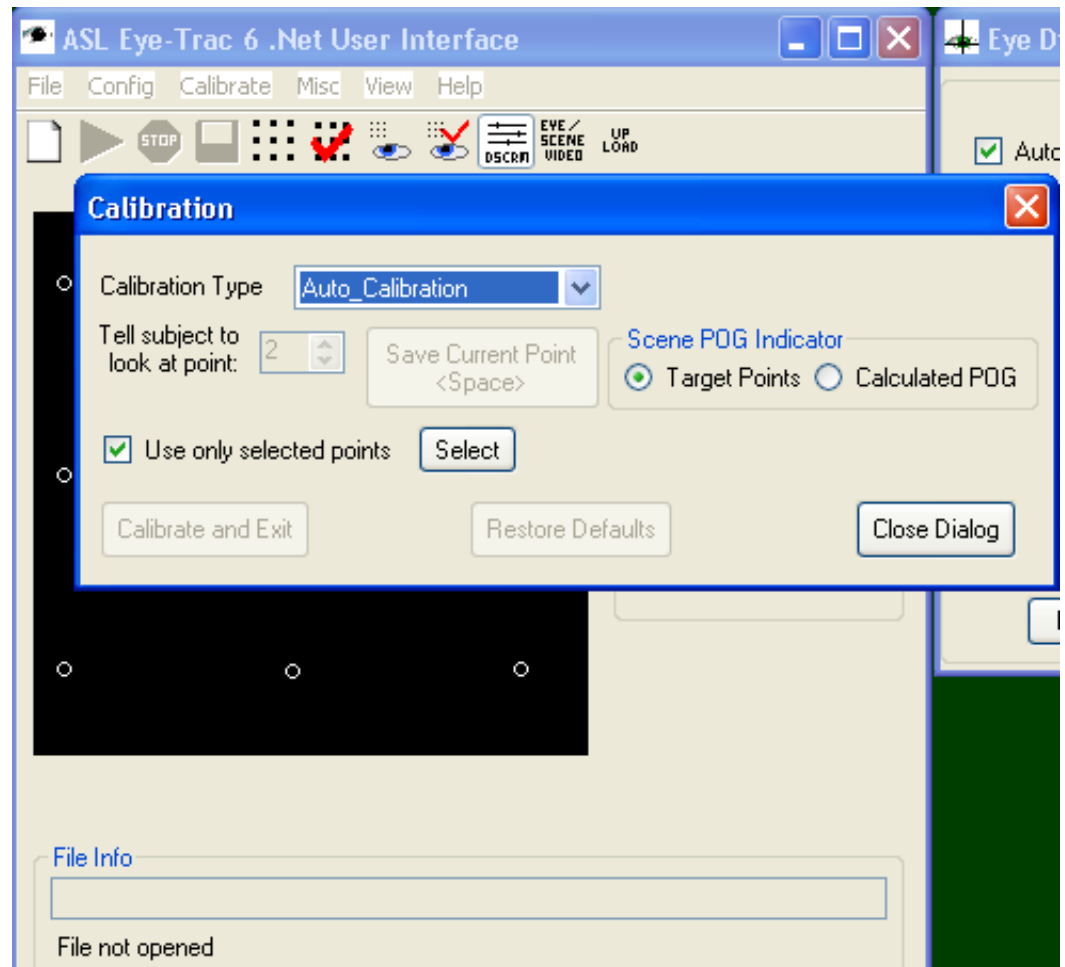 ASL Eye-Trac 6 .Net User Interface
Eye D
File Config Calibrate Misc View Help
STOP
DSCRM
EYE/
SCENE
VIDEO
UP
LOAD
Auto
Calibration
Calibration Type
Auto_Calibration
Tell subject to
look at point:
2
Save Current Point
<Space>
Scene POG Indicator
Target Points
Calculated POG
Use only selected points
Select
Calibrate and Exit
Restore Defaults
Close Dialog
File Info
File not opened